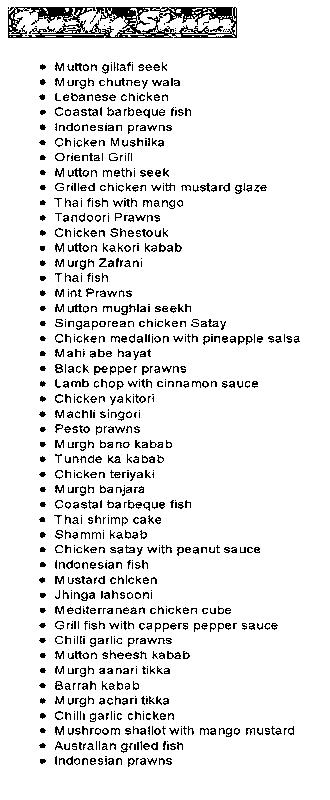 Non Veg Starters
Mutton gillafi seek
Murgh chutney wala
Lebanese chicken
Coastal barbeque fish
Indonesian prawns
Chicken Mushilka
Oriental Grill
Mutton methi seek
Grilled chicken with mustard glaze
Thai fish with mango
Tandoori Prawns
Chicken Shestouk
Mutton kakori kabab
Murgh Zafrani
Thai fish
Mint Prawns
Mutton mughlai seekh
Singaporean chicken Satay
Chicken medallion with pineapple salsa
Mahi abe hayat
Black pepper prawns
Lamb chop with cinnamon sauce
Chicken yakitori
Machli singori
Pesto prawns
Murgh bano kabab
Tunnde ka kabab
Chicken teriyaki
Murgh banjara
Coastal barbeque fish
Thai shrimp cake
Shammi kabab
Chicken satay with peanut sauce
Indonesian fish
Mustard chicken
Jhinga lahsooni
Mediterranean chicken cube
Grill fish with cappers pepper sauce
Chilli garlic prawns
Mutton sheesh kabab
Murgh aanari tikka
Barrah kabab
Murgh achari tikka
Chilli garlic chicken
Mushroom shallot with mango mustard
Australian grilled fish
Indonesian prawns